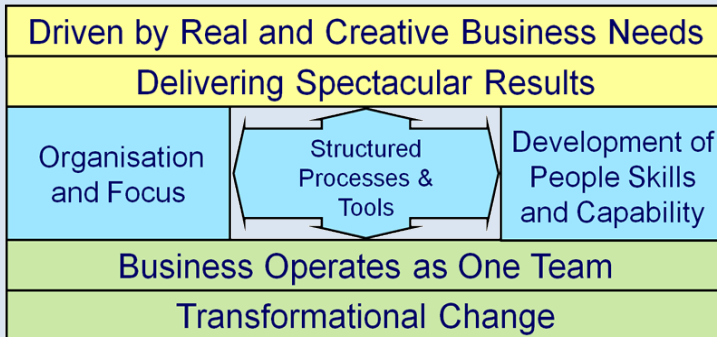 Driven by Real and Creative Business Needs
Delivering Spectacular Results
Organisation
and Focus
Structured
Processes &
Tools
Development of
People Skills
and Capability
Business Operates as One Team
Transformational Change